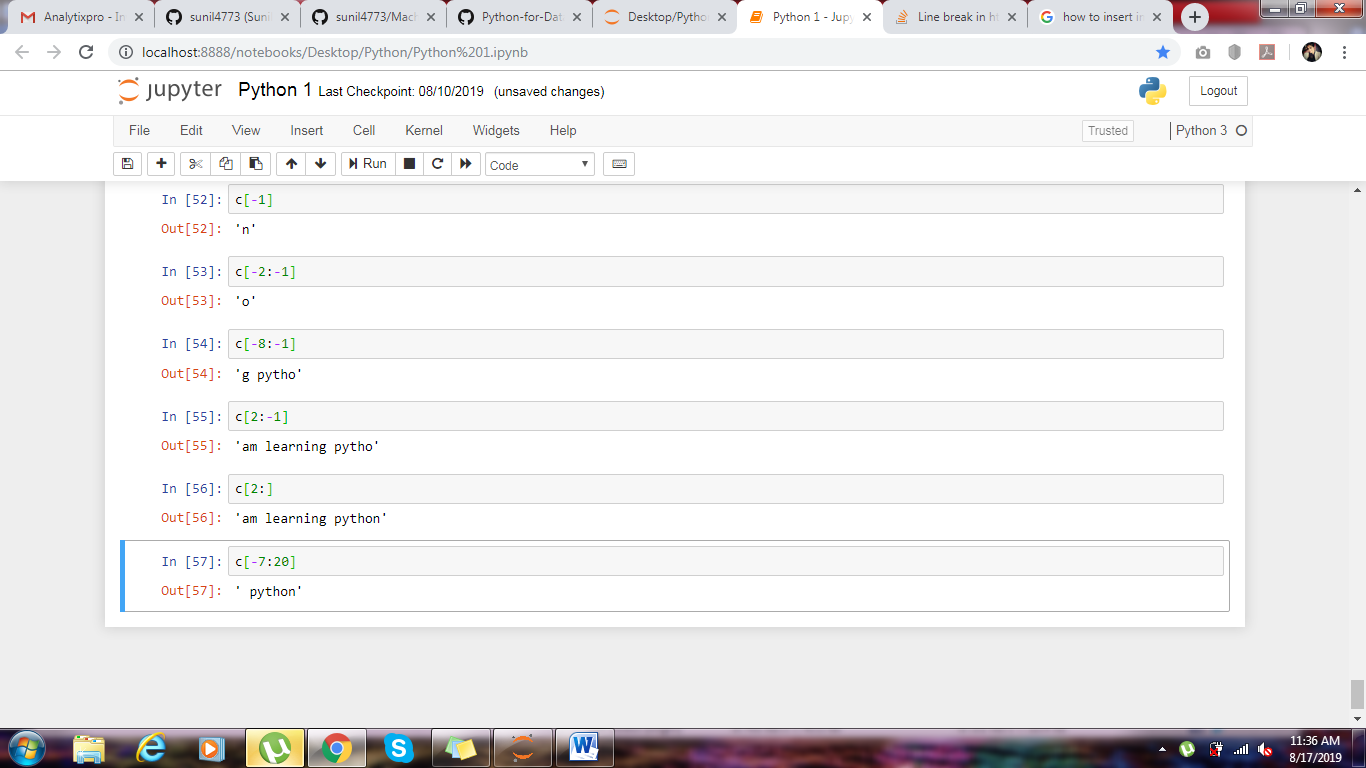 Analytixpro - In
sunil4773 (Suni
sunil4773/Mach
Python-for-Dat
Desktop/Pytho
Python 1 - Jupy
Line break in ht
how to insert in
localhost:8888/notebooks/Desktop/Python/Python%201.ipynb
jupyter Python 1 Last Checkpoint: 08/10/2019 (unsaved changes)
Logout
File Edit View Insert Cell Kernel Widgets Help
Trusted
Python 3
Run
Code
In [52]: c[-1]
Out[52]: 'n'
In [53]: c[-2:-1]
Out[53]: 'o'
In [54]: c[-8:-1]
Out[54]: 'g pytho'
In [55]: c[2:-1]
Out[55]: 'am learning pytho'
In [56]: c[2:]
Out[56]: 'am learning python'
In [57]: c[-7:20]
Out[57]: ' python'
11:36 AM
8/17/2019